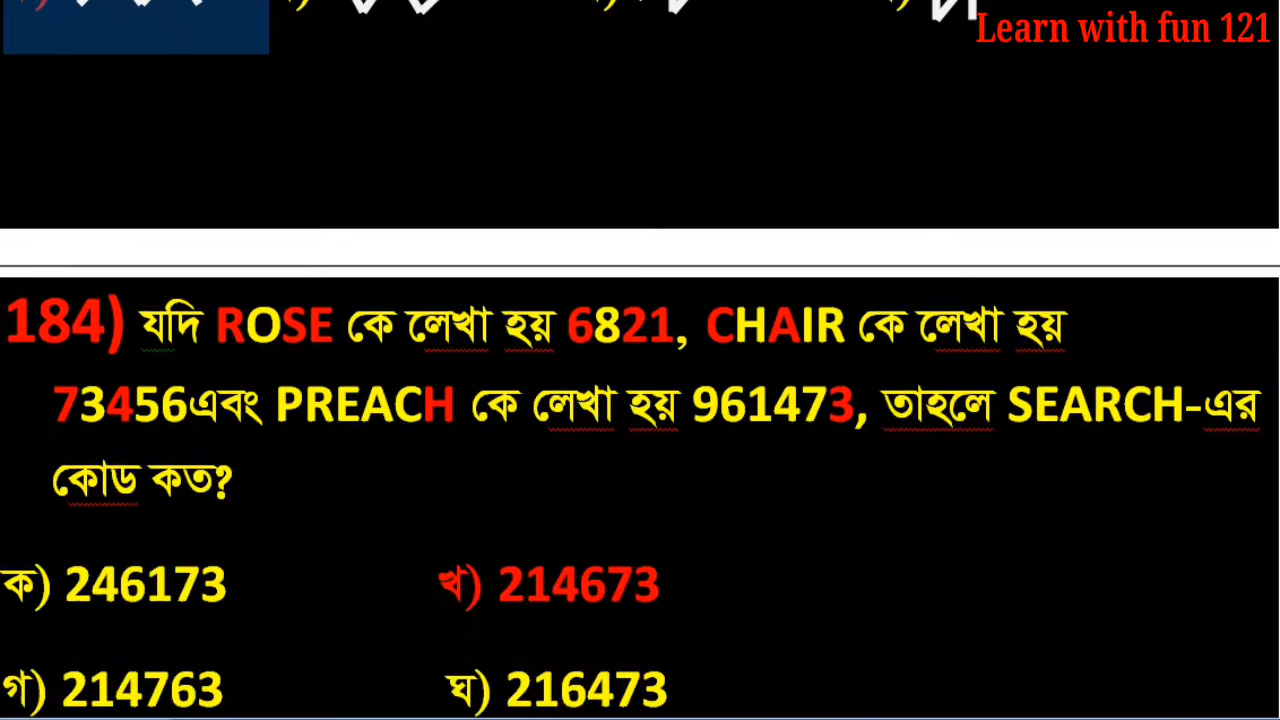 Learn with fun 121
184) যদি ROSE কে লেখা হয় 6821, CHAIR কে লেখা হয়
73456এবং PREACH কে লেখা হয় 961473, তাহলে SEARCH-এর
কোড কত?
ক) 246173 খ) 214673
গ) 214763 ঘ) 216473